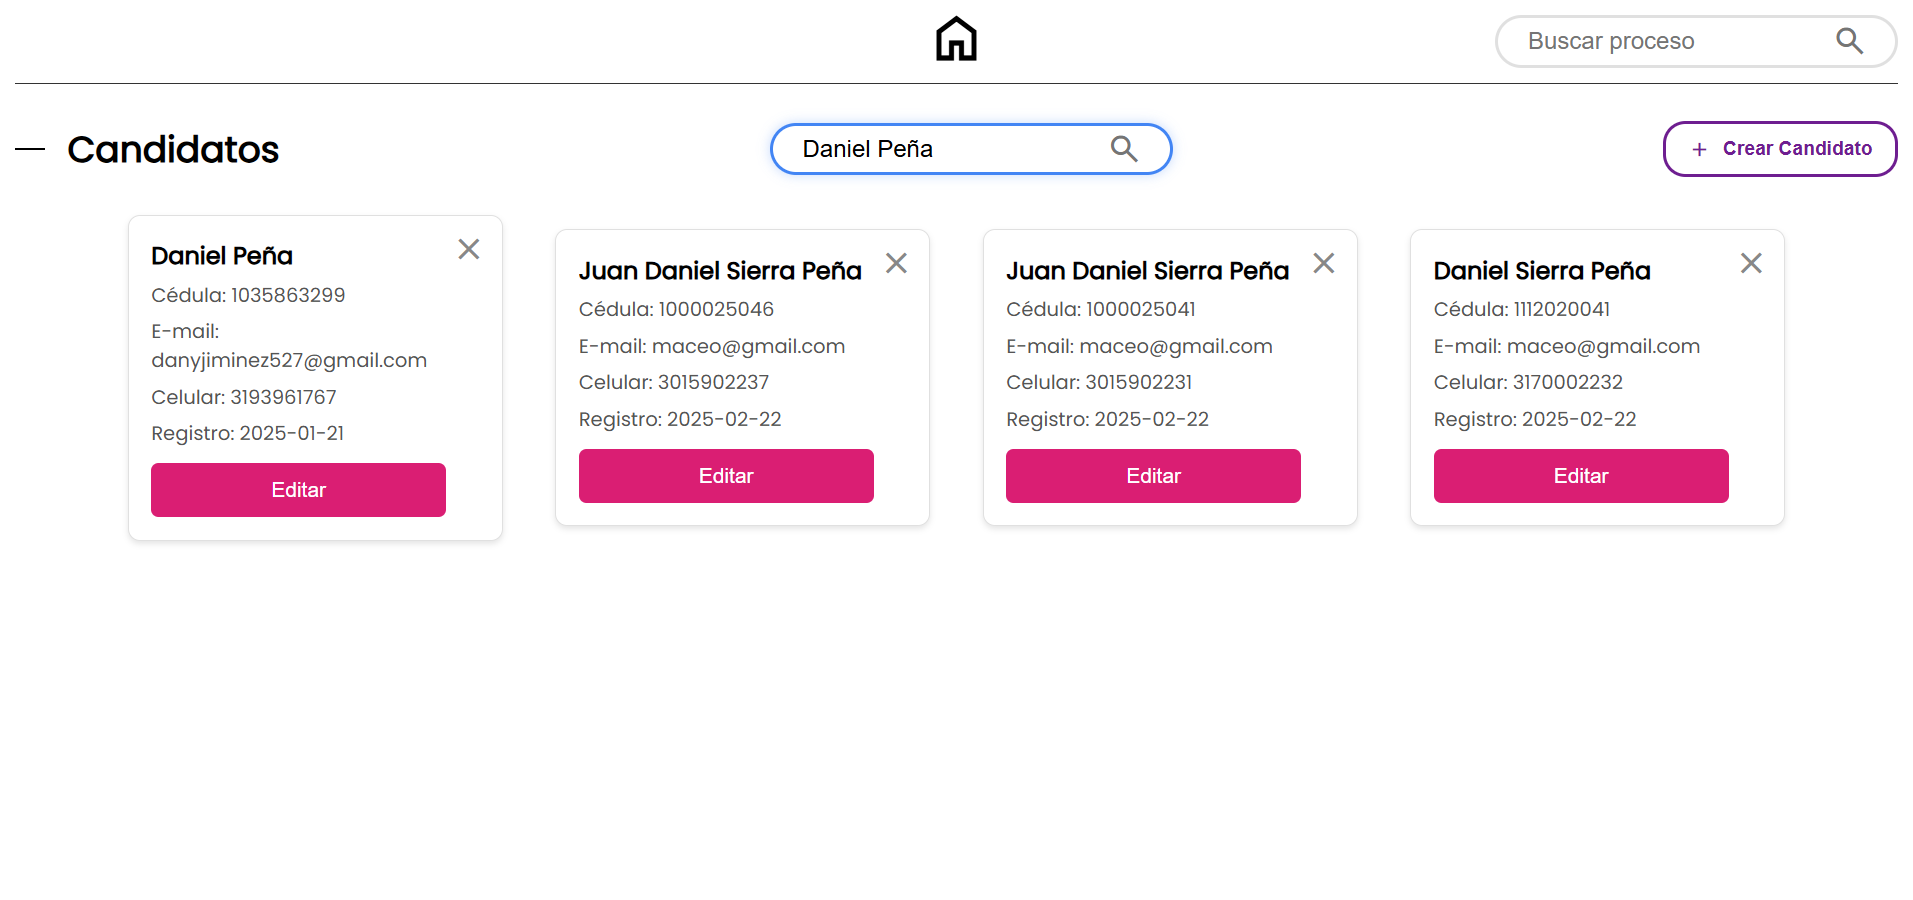 Buscar proceso
Candidatos
Daniel Peña
+ Crear Candidato
Daniel Peña
Cédula: 1035863299
E-mail:
danyjiminez527@gmail.com
Celular: 3193961767
Registro: 2025-01-21
Editar
Juan Daniel Sierra Peña
Cédula: 1000025046
E-mail: maceo@gmail.com
Celular: 3015902237
Registro: 2025-02-22
Editar
Juan Daniel Sierra Peña
Cédula: 1000025041
E-mail: maceo@gmail.com
Celular: 3015902231
Registro: 2025-02-22
Editar
Daniel Sierra Peña
Cédula: 1112020041
E-mail: maceo@gmail.com
Celular: 3170002232
Registro: 2025-02-22
Editar